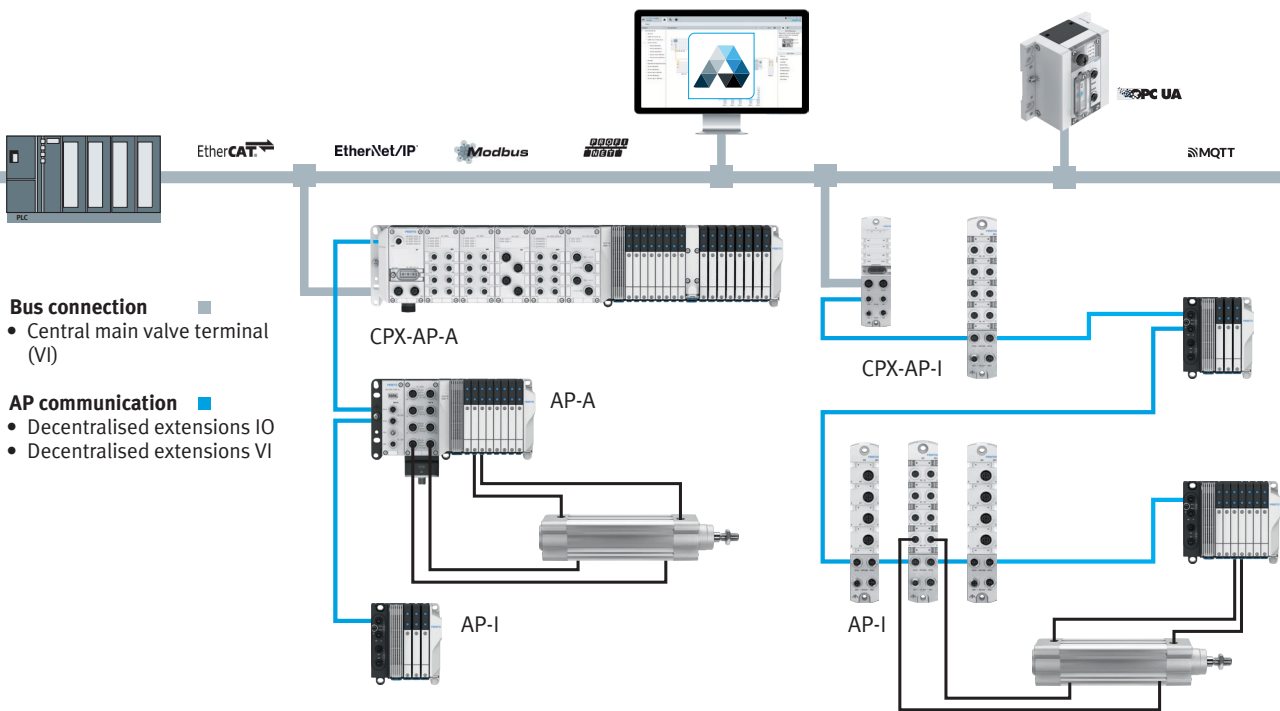 OPC UA
EtherCAT
EtherNet/IP
Modbus
PROFI
NET
MQTT
PLC
Bus connection
• Central main valve terminal
(VI)
AP communication
• Decentralised extensions IO
• Decentralised extensions VI
CPX-AP-A
CPX-AP-I
AP-A
AP-I
AP-I